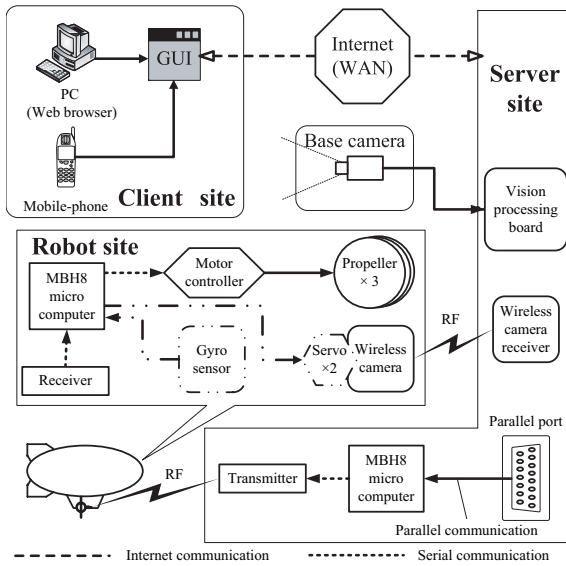 GUI
PC
(Web browser)
Mobile-phone
Client site
Internet
(WAN)
Server
site
Base camera
Vision
processing
board
Robot site
MBH8
micro
computer
Motor
controller
Propeller
× 3
Gyro
sensor
Servo
×2
Wireless
camera
Receiver
RF
Wireless
camera
receiver
RF
Transmitter
MBH8
micro
computer
Parallel port
Parallel communication
Internet communication
Serial communication